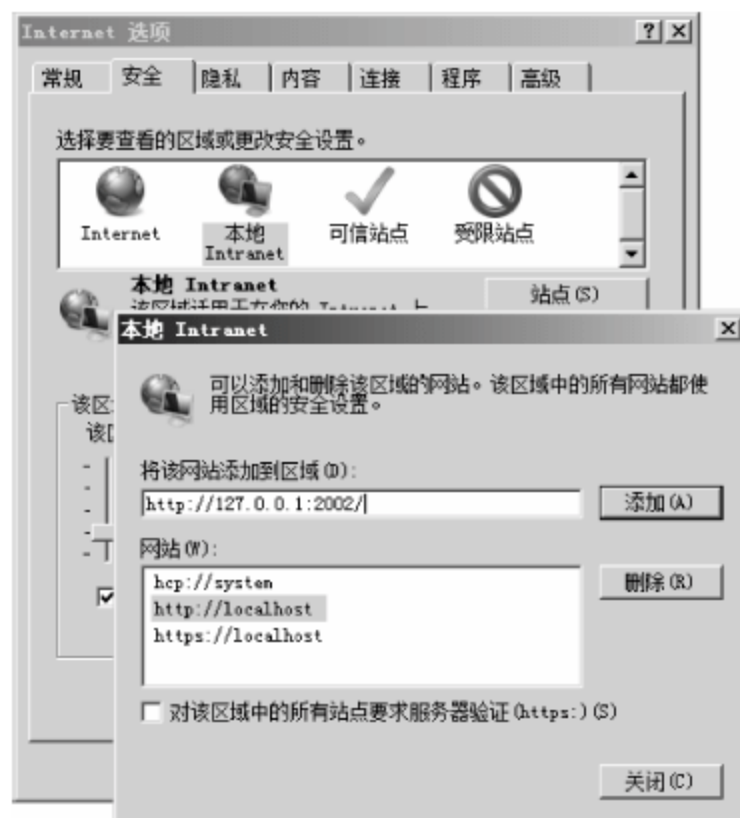 Internet 选项
? X
常规 安全 隐私 内容 连接 程序 高级
选择要查看的区域或更改安全设置。
Internet
本地
Intranet
可信站点
受限站点
本地 Intranet
站点(S)
本地 Intranet
可以添加和删除该区域的网站。该区域中的所有网站都使
用区域的安全设置。
该区
该
将该网站添加到区域(D):
http://127.0.0.1:2002/
添加(A)
网站(W):
hcp://system
http://localhost
https://localhost
删除(R)
对该区域中的所有站点要求服务器验证(https:)(S)
关闭(C)